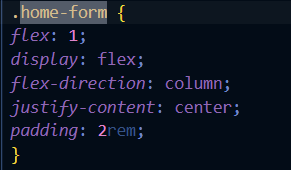 .home-form {
flex: 1;
display: flex;
flex-direction: column;
justify-content: center;
padding: 2rem;
}